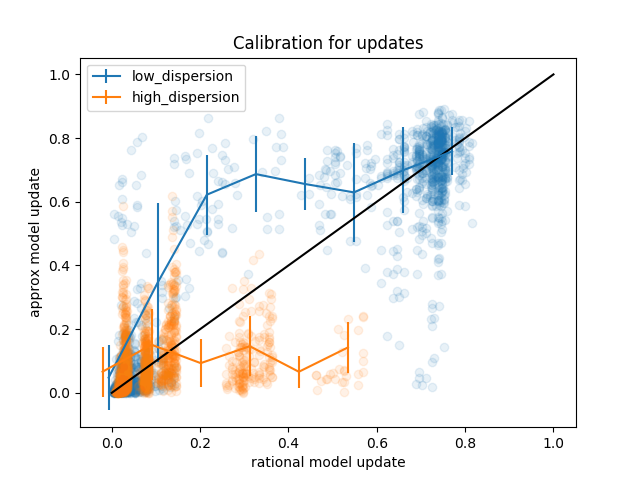 Calibration for updates
low_dispersion
high_dispersion
approx model update
1.0
0.8
0.6
0.4
0.2
0.0
0.0 0.2 0.4 0.6 0.8 1.0
rational model update